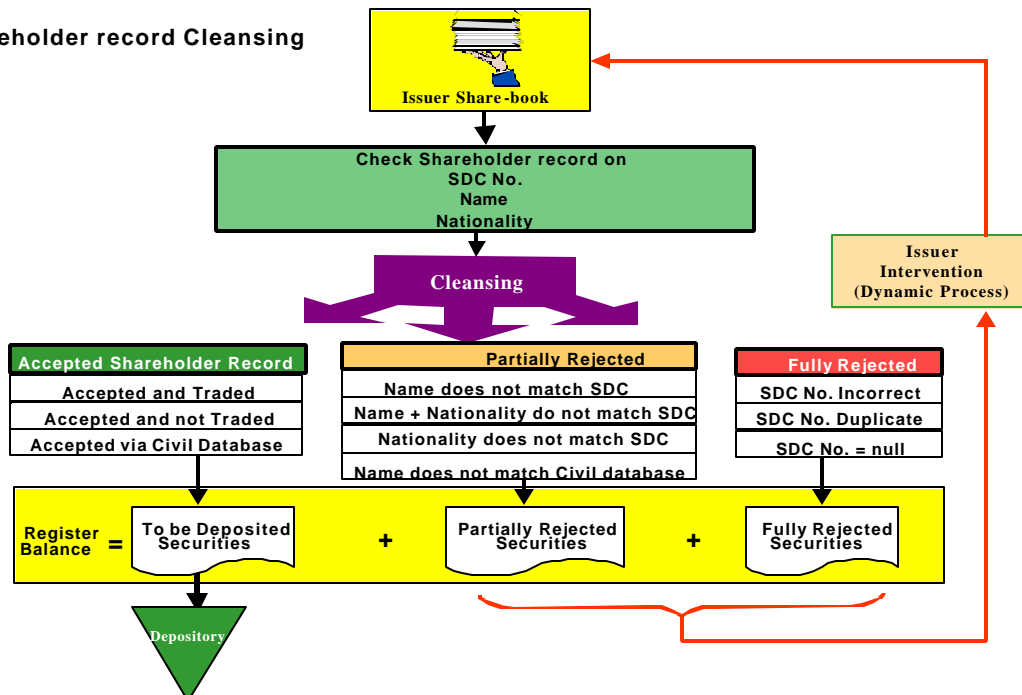 eholder record Cleansing
Issuer Share-book
Check Shareholder record on
SDC No.
Name
Nationality
Cleansing
Issuer
Intervention
(Dynamic Process)
Accepted Shareholder Record
Accepted and Traded
Accepted and not Traded
Accepted via Civil Database
Partially Rejected
Name does not match SDC
Name + Nationality do not match SDC
Nationality does not match SDC
Name does not match Civil database
Fully Rejected
SDC No. Incorrect
SDC No. Duplicate
SDC No. = null
Register
Balance =
To be Deposited
Securities
+
Partially Rejected
Securities
+
Fully Rejected
Securities
Depository